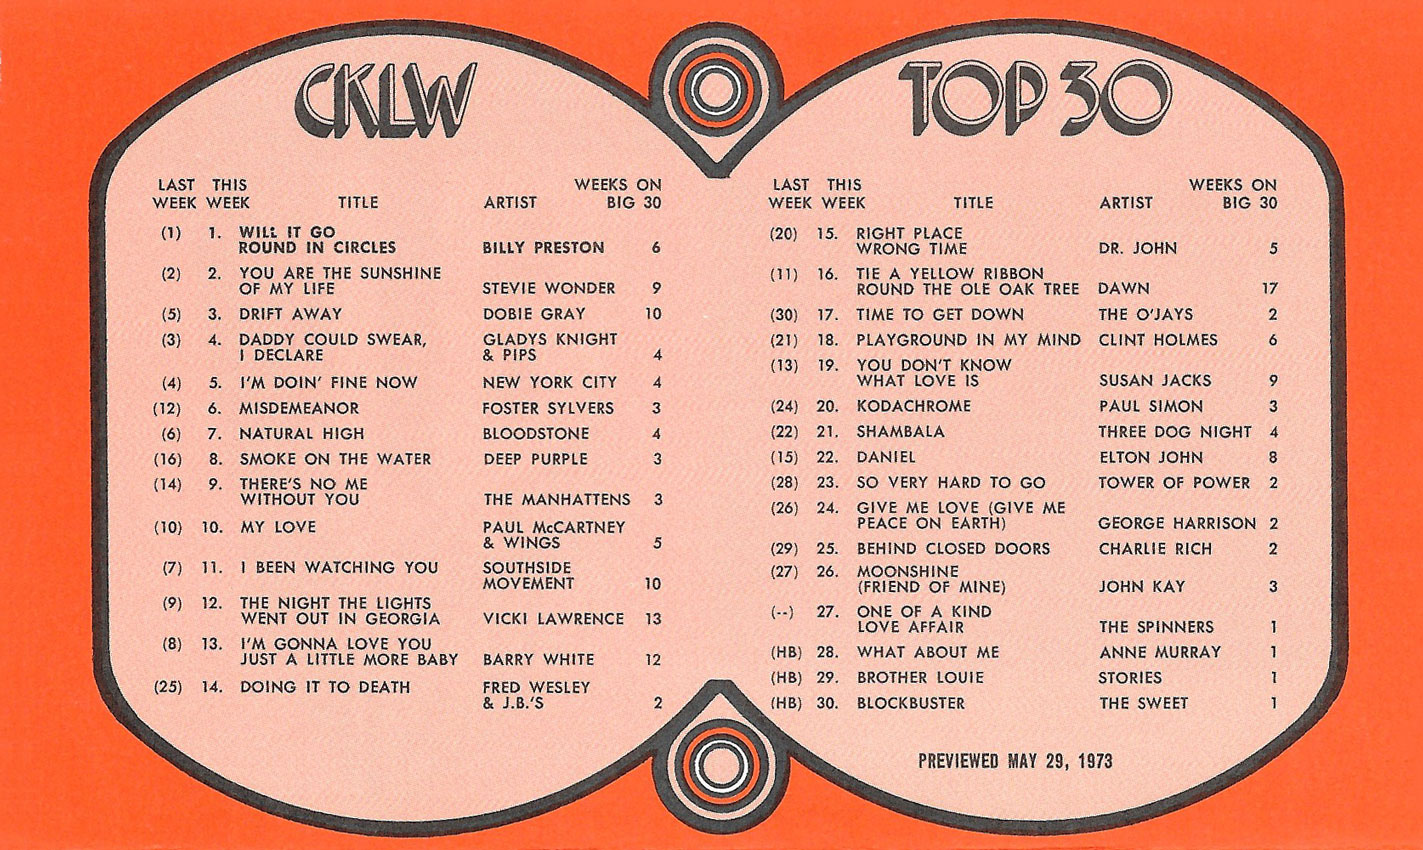 CKLW
LAST THIS WEEKS ON
WEEK WEEK TITLE ARTIST BIG 30
(1) 1. WILL IT GO
ROUND IN CIRCLES BILLY PRESTON 6
(2) 2. YOU ARE THE SUNSHINE
OF MY LIFE STEVIE WONDER 9
(5) 3. DRIFT AWAY DOBIE GRAY 10
(3) 4. DADDY COULD SWEAR, GLADYS KNIGHT
I DECLARE & PIPS 4
(4) 5. I'M DOIN' FINE NOW NEW YORK CITY 4
(12) 6. MISDEMEANOR FOSTER SYLVERS 3
(6) 7. NATURAL HIGH BLOODSTONE 4
(16) 8. SMOKE ON THE WATER DEEP PURPLE 3
(14) 9. THERE'S NO ME
WITHOUT YOU THE MANHATTENS 3
(10) 10. MY LOVE PAUL McCARTNEY
& WINGS 5
(7) 11. I BEEN WATCHING YOU SOUTHSIDE
MOVEMENT 10
(9) 12. THE NIGHT THE LIGHTS
WENT OUT IN GEORGIA VICKI LAWRENCE 13
(8) 13. I'M GONNA LOVE YOU
JUST A LITTLE MORE BABY BARRY WHITE 12
(25) 14. DOING IT TO DEATH FRED WESLEY
& J.B.'S 2
TOP 30
LAST THIS WEEKS ON
WEEK WEEK TITLE ARTIST BIG 30
(20) 15. RIGHT PLACE
WRONG TIME DR. JOHN 5
(11) 16. TIE A YELLOW RIBBON
ROUND THE OLE OAK TREE DAWN 17
(30) 17. TIME TO GET DOWN THE O'JAYS 2
(21) 18. PLAYGROUND IN MY MIND CLINT HOLMES 6
(13) 19. YOU DON'T KNOW
WHAT LOVE IS SUSAN JACKS 9
(24) 20. KODACHROME PAUL SIMON 3
(22) 21. SHAMBALA THREE DOG NIGHT 4
(15) 22. DANIEL ELTON JOHN 8
(28) 23. SO VERY HARD TO GO TOWER OF POWER 2
(26) 24. GIVE ME LOVE (GIVE ME
PEACE ON EARTH) GEORGE HARRISON 2
(29) 25. BEHIND CLOSED DOORS CHARLIE RICH 2
(27) 26. MOONSHINE
(FRIEND OF MINE) JOHN KAY 3
(--) 27. ONE OF A KIND
LOVE AFFAIR THE SPINNERS 1
(HB) 28. WHAT ABOUT ME ANNE MURRAY 1
(HB) 29. BROTHER LOUIE STORIES 1
(HB) 30. BLOCKBUSTER THE SWEET 1
PREVIEWED MAY 29, 1973